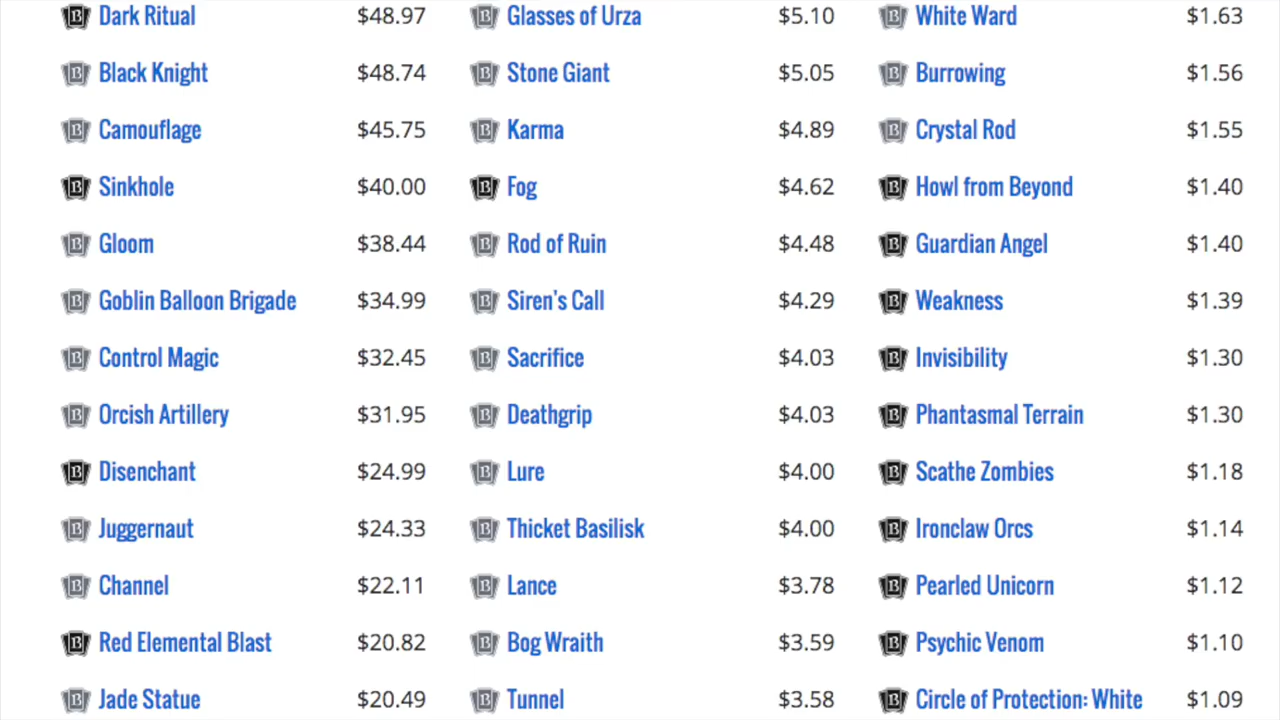 Dark Ritual $48.97 Glasses of Urza $5.10 White Ward $1.63
Black Knight $48.74 Stone Giant $5.05 Burrowing $1.56
Camouflage $45.75 Karma $4.89 Crystal Rod $1.55
Sinkhole $40.00 Fog $4.62 Howl from Beyond $1.40
Gloom $38.44 Rod of Ruin $4.48 Guardian Angel $1.40
Goblin Balloon Brigade $34.99 Siren's Call $4.29 Weakness $1.39
Control Magic $32.45 Sacrifice $4.03 Invisibility $1.30
Orcish Artillery $31.95 Deathgrip $4.03 Phantasmal Terrain $1.30
Disenchant $24.99 Lure $4.00 Scathe Zombies $1.18
Juggernaut $24.33 Thicket Basilisk $4.00 Ironclaw Orcs $1.14
Channel $22.11 Lance $3.78 Pearled Unicorn $1.12
Red Elemental Blast $20.82 Bog Wraith $3.59 Psychic Venom $1.10
Jade Statue $20.49 Tunnel $3.58 Circle of Protection: White $1.09